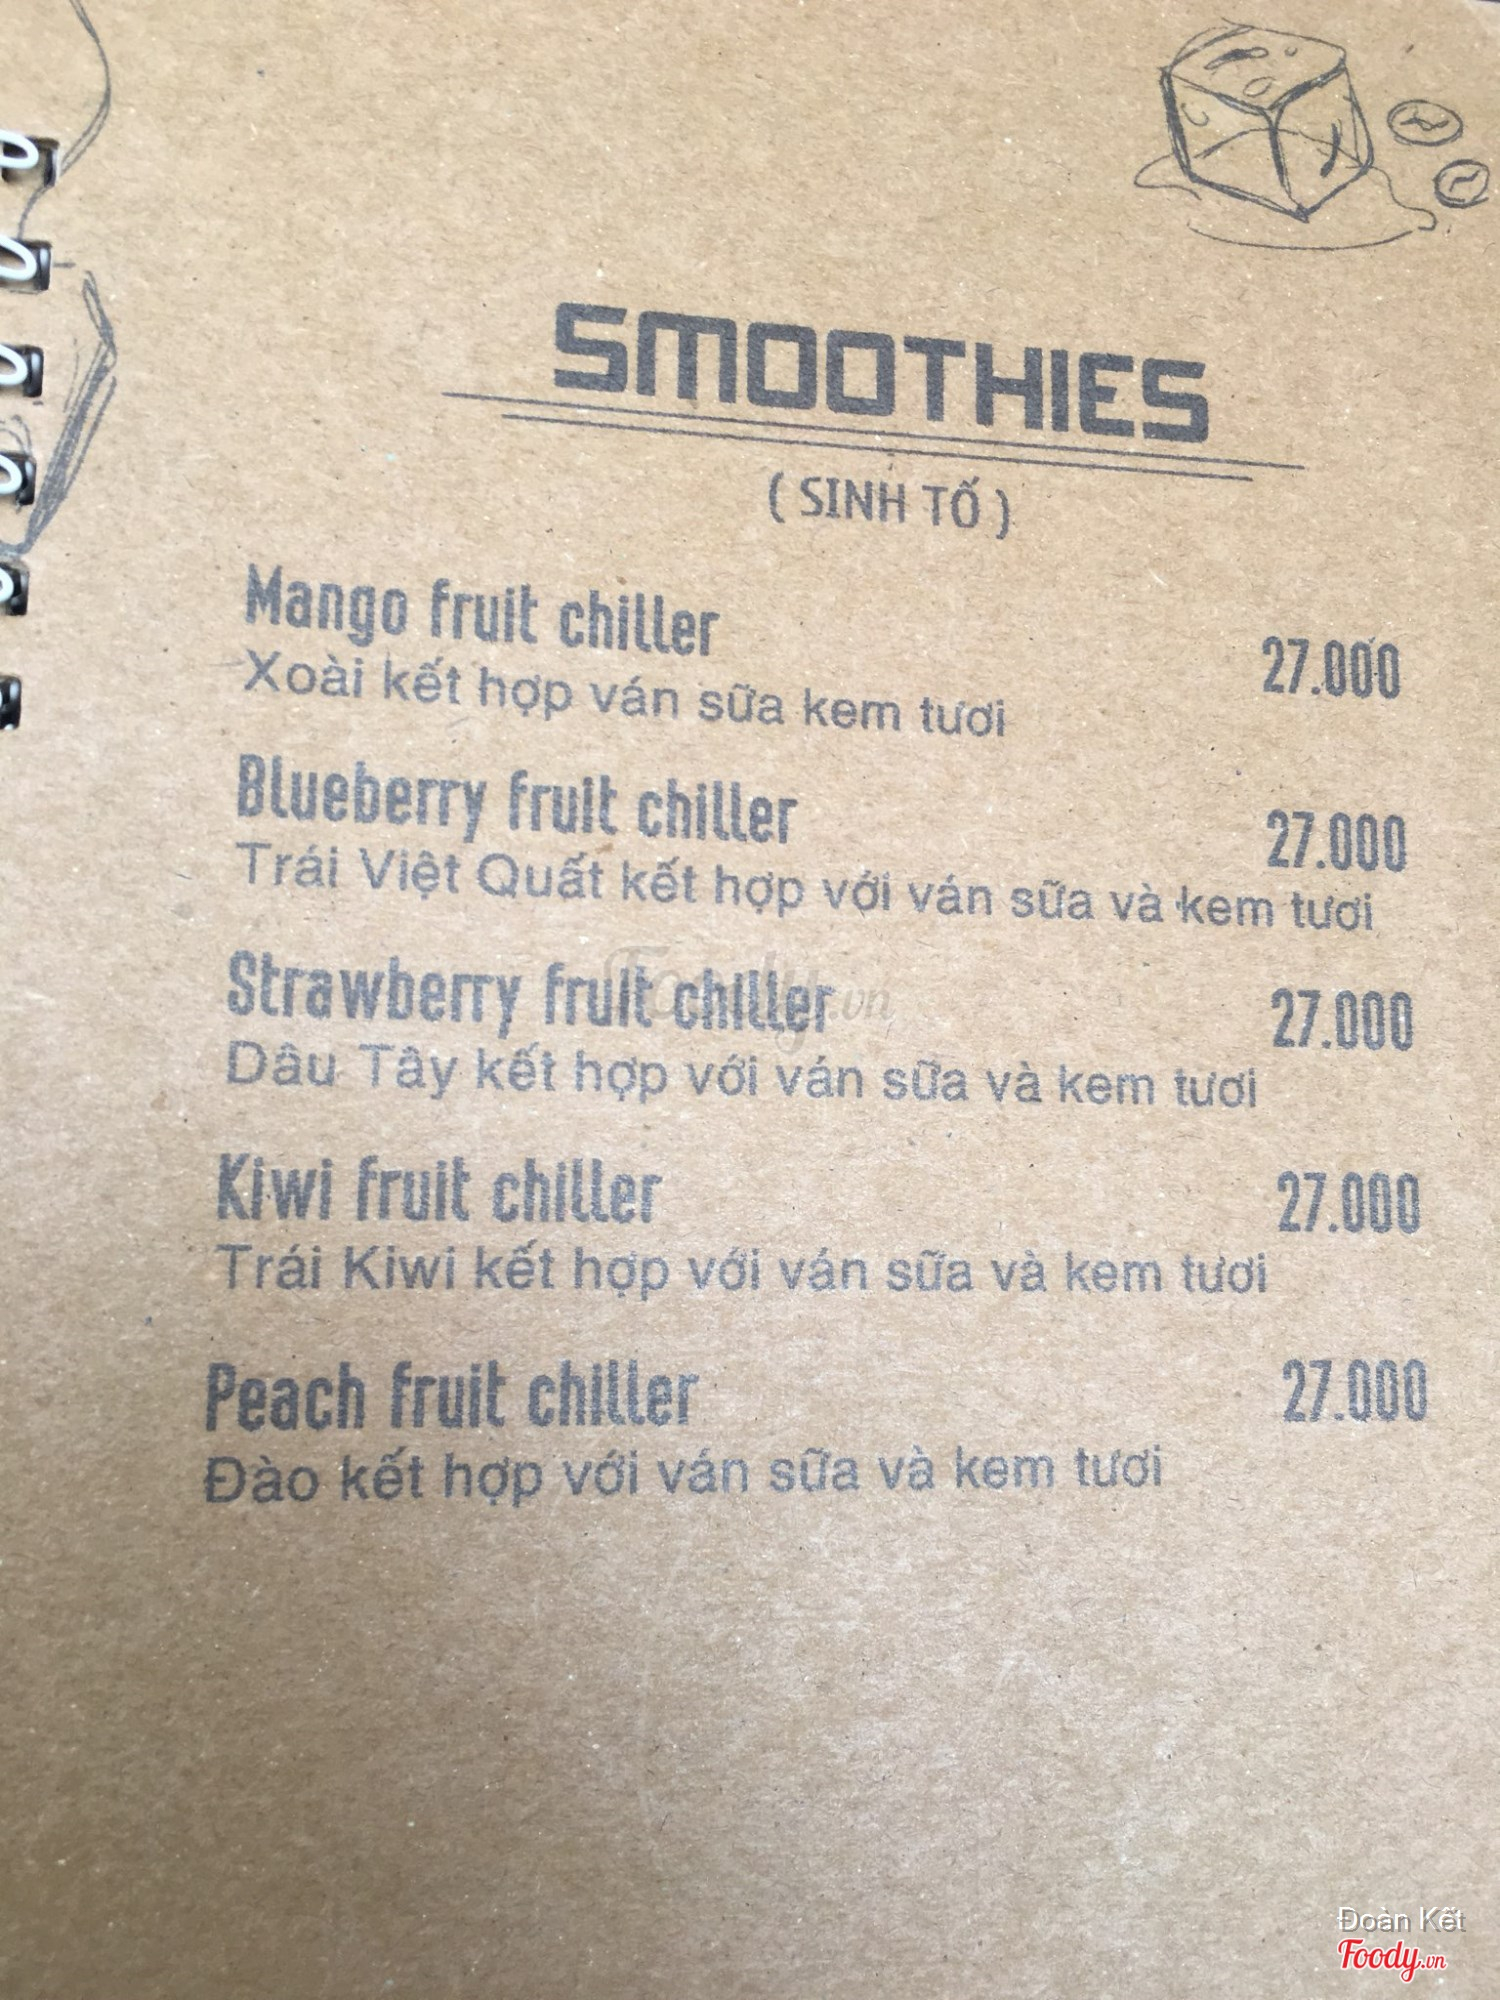 SMOOTHIES
( SINH TỐ )
Mango fruit chiller 27.000
Xoài kết hợp ván sữa kem tươi
Blueberry fruit chiller 27.000
Trái Việt Quất kết hợp với ván sữa và kem tươi
Strawberry fruit chiller 27.000
Dâu Tây kết hợp với ván sữa và kem tươi
Kiwi fruit chiller 27.000
Trái Kiwi kết hợp với ván sữa và kem tươi
Peach fruit chiller 27.000
Đào kết hợp với ván sữa và kem tươi
Foody.vn
Đoàn Kết
Foody.vn